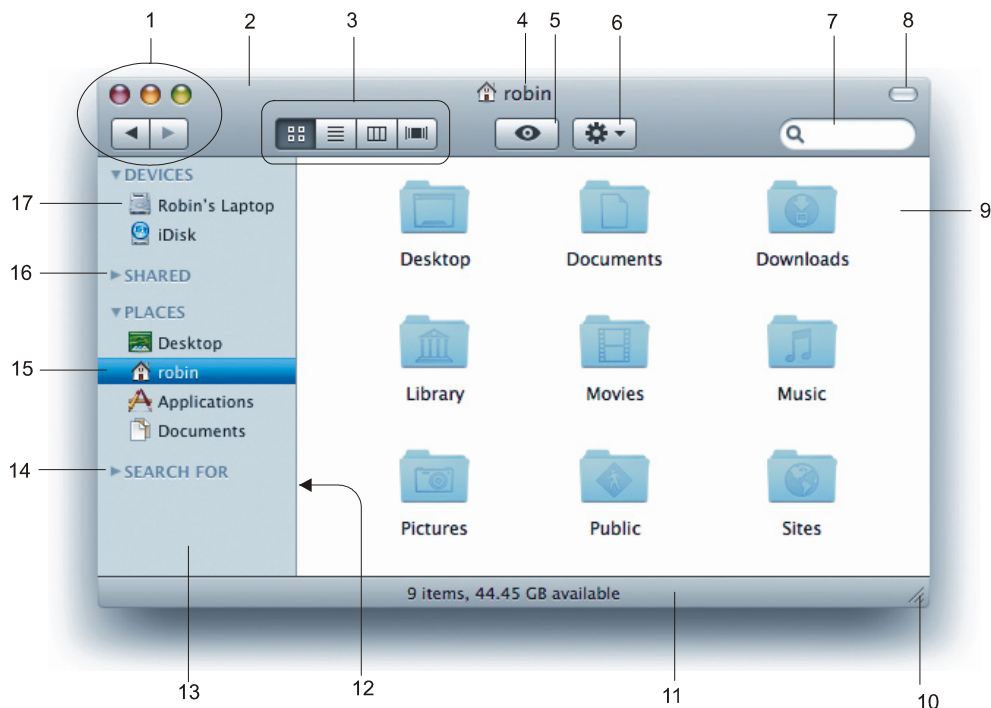 1 2 3 4 5 6 7 8
robin
DEVICES
17 Robin's Laptop
iDisk
16 SHARED
PLACES
Desktop
15 robin
Applications
Documents
14 SEARCH FOR
Desktop Documents Downloads
9
Library Movies Music
Pictures Public Sites
9 items, 44.45 GB available
13 12 11 10